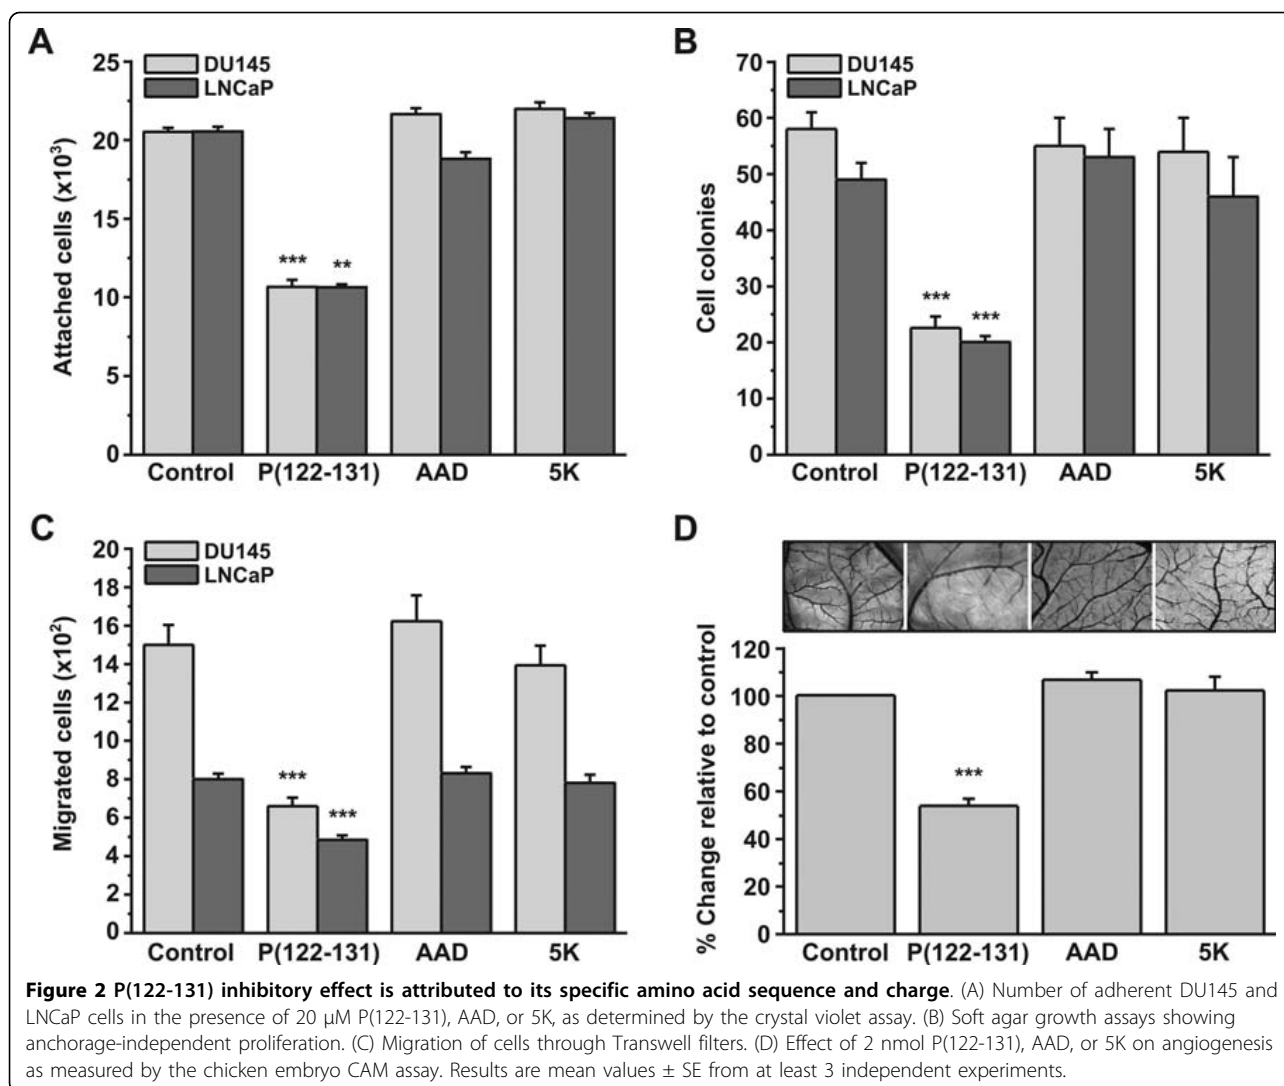 A
DU145
LNCaP
Attached cells (x10³)
25
20
15
10
5
0
*** **
Control P(122-131) AAD 5K
B
DU145
LNCaP
Cell colonies
70
60
50
40
30
20
10
0
*** ***
Control P(122-131) AAD 5K
C
DU145
LNCaP
Migrated cells (x10²)
20
18
16
14
12
10
8
6
4
2
0
*** ***
Control P(122-131) AAD 5K
D
% Change relative to control
120
100
80
60
40
20
0
***
Control P(122-131) AAD 5K
Figure 2 P(122-131) inhibitory effect is attributed to its specific amino acid sequence and charge. (A) Number of adherent DU145 and
LNCaP cells in the presence of 20 μM P(122-131), AAD, or 5K, as determined by the crystal violet assay. (B) Soft agar growth assays showing
anchorage-independent proliferation. (C) Migration of cells through Transwell filters. (D) Effect of 2 nmol P(122-131), AAD, or 5K on angiogenesis
as measured by the chicken embryo CAM assay. Results are mean values ± SE from at least 3 independent experiments.